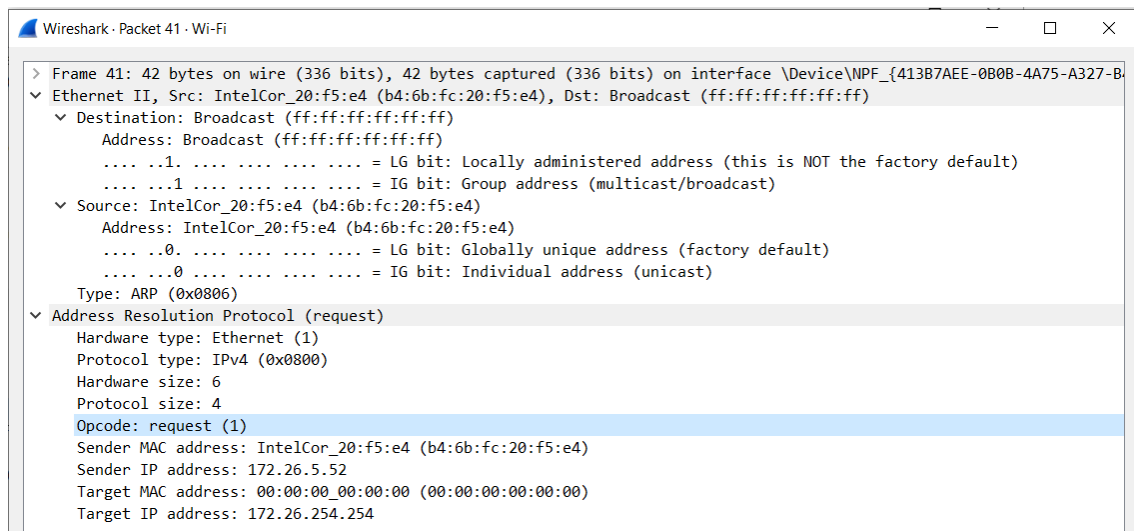 Wireshark · Packet 41 · Wi-Fi
Frame 41: 42 bytes on wire (336 bits), 42 bytes captured (336 bits) on interface \Device\NPF_{413B7AEE-0B0B-4A75-A327-B4
Ethernet II, Src: IntelCor_20:f5:e4 (b4:6b:fc:20:f5:e4), Dst: Broadcast (ff:ff:ff:ff:ff:ff)
Destination: Broadcast (ff:ff:ff:ff:ff:ff)
Address: Broadcast (ff:ff:ff:ff:ff:ff)
.... ..1. .... .... .... .... = LG bit: Locally administered address (this is NOT the factory default)
.... ...1 .... .... .... .... = IG bit: Group address (multicast/broadcast)
Source: IntelCor_20:f5:e4 (b4:6b:fc:20:f5:e4)
Address: IntelCor_20:f5:e4 (b4:6b:fc:20:f5:e4)
.... ..0. .... .... .... .... = LG bit: Globally unique address (factory default)
.... ...0 .... .... .... .... = IG bit: Individual address (unicast)
Type: ARP (0x0806)
Address Resolution Protocol (request)
Hardware type: Ethernet (1)
Protocol type: IPv4 (0x0800)
Hardware size: 6
Protocol size: 4
Opcode: request (1)
Sender MAC address: IntelCor_20:f5:e4 (b4:6b:fc:20:f5:e4)
Sender IP address: 172.26.5.52
Target MAC address: 00:00:00_00:00:00 (00:00:00:00:00:00)
Target IP address: 172.26.254.254